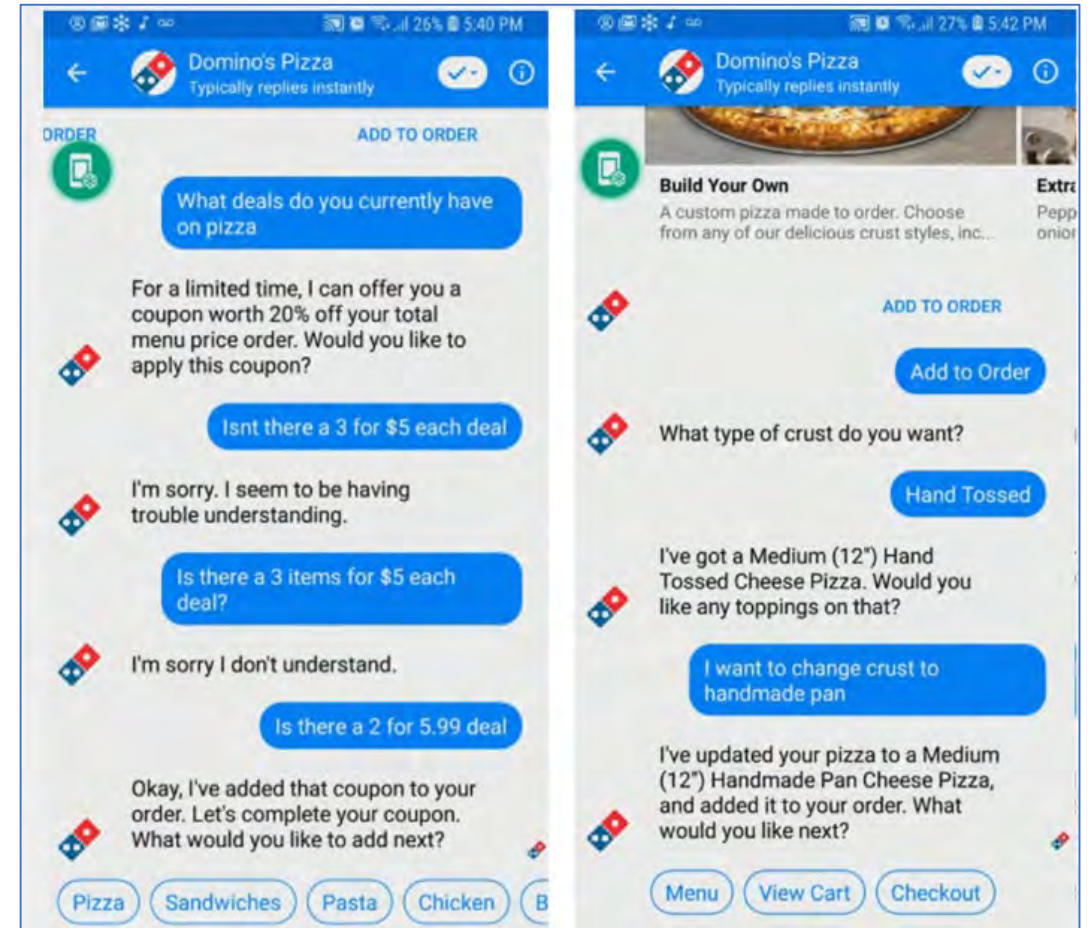 26% 5:40 PM
Domino's Pizza
Typically replies instantly
ORDER
ADD TO ORDER
What deals do you currently have
on pizza
For a limited time, I can offer you a
coupon worth 20% off your total
menu price order. Would you like to
apply this coupon?
Isnt there a 3 for $5 each deal
I'm sorry. I seem to be having
trouble understanding.
Is there a 3 items for $5 each
deal?
I'm sorry I don't understand.
Is there a 2 for 5.99 deal
Okay, I've added that coupon to your
order. Let's complete your coupon.
What would you like to add next?
Pizza Sandwiches Pasta Chicken B
27% 5:42 PM
Domino's Pizza
Typically replies instantly
Build Your Own
A custom pizza made to order. Choose
from any of our delicious crust styles, inc...
Extra
Pepp
onion
ADD TO ORDER
Add to Order
What type of crust do you want?
Hand Tossed
I've got a Medium (12") Hand
Tossed Cheese Pizza. Would you
like any toppings on that?
I want to change crust to
handmade pan
I've updated your pizza to a Medium
(12") Handmade Pan Cheese Pizza,
and added it to your order. What
would you like next?
Menu View Cart Checkout